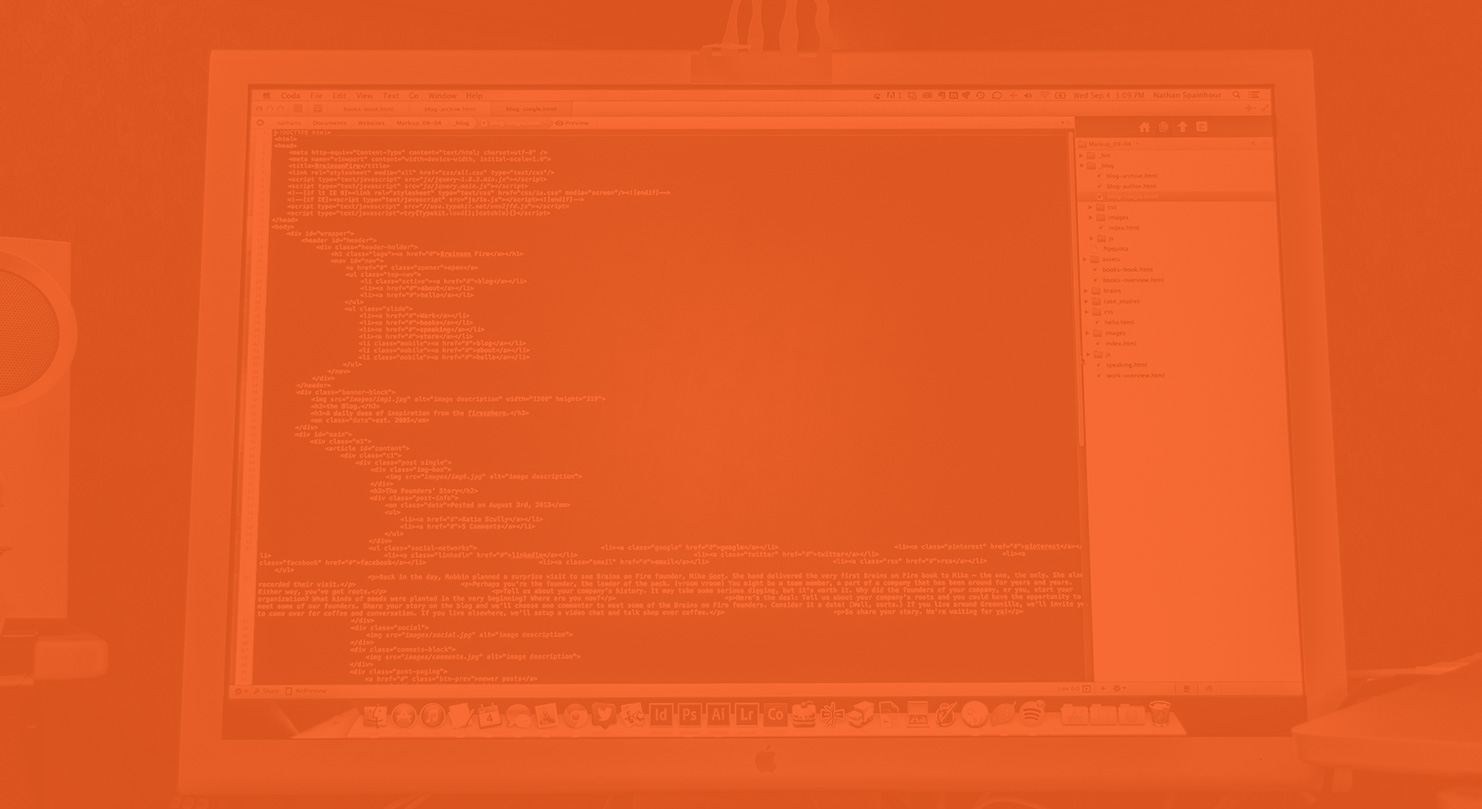 Coda File Edit View Text Go Window Help
Wed Sep 4 3:09 PM Nathan Spainhour
books-book.html blog-archive.html blog-single.html
Documents Websites Markup_09-04 _blog Preview
<!DOCTYPE html>
<html>
<head>
<meta http-equiv="Content-Type" content="text/html; charset=utf-8" />
<meta name="viewport" content="width=device-width, initial-scale=1.0">
<title>BrainsonFire</title>
<link rel="stylesheet" media="all" href="css/all.css" type="text/css"/>
<script type="text/javascript" src="js/jquery-1.8.3.min.js"></script>
<script type="text/javascript" src="js/jquery.main.js"></script>
<!--[if lt IE 9]><link rel="stylesheet" type="text/css" href="css/ie.css" media="screen"/><![endif]-->
<!--[if IE]><script type="text/javascript" src="js/ie.js"></script><![endif]-->
<script type="text/javascript"
<script type="text/javascript">try{Typekit.load();}catch(e){}</script>
</head>
<body>
<div id="wrapper">
<header id="header">
<div class="header-holder">
<h1 class="logo"><a href="#">Brainson Fire</a></h1>
<nav id="nav">
<a href="#" class="opener">open</a>
<ul class="top-nav">
<li class="active"><a href="#">blog</a></li>
<li><a href="#">about</a></li>
<li><a href="#">hello</a></li>
</ul>
<ul class="slide">
<li><a href="#">Work</a></li>
<li><a href="#">books</a></li>
<li><a href="#">speaking</a></li>
<li><a href="#">store</a></li>
<li class="mobile"><a href="#">blog</a></li>
<li class="mobile"><a href="#">about</a></li>
<li class="mobile"><a href="#">hello</a></li>
</ul>
</nav>
</div>
</header>
<div class="banner-block">
<img src="images/img1.jpg" alt="image description" width="1500" height="319">
<h2>the Blog.</h2>
<h3>A daily dose of inspiration from the firesphere.</h3>
<em class="date">est. 2005</em>
</div>
<div id="main">
<div class="m1">
<article id="content">
<div class="c1">
<div class="post single">
<div class="img-box">
<img src="images/img6.jpg" alt="image description">
</div>
<h2>The Founders' Story</h2>
<div class="post-info">
<em class="date">Posted on August 3rd, 2013</em>
<ul>
<li><a href="#">Katie Scully</a></li>
<li><a href="#">5 Comments</a></li>
</ul>
</div>
<ul class="social-networks"> <li><a class="google" href="#">google</a></li> <li><a class="pinterest" href="#">pinterest</a></
li> <li><a class="linkedin" href="#">linkedin</a></li> <li><a class="twitter" href="#">twitter</a></li> <li><a
class="facebook" href="#">facebook</a></li> <li><a class="email" href="#">email</a></li> <li><a class="rss" href="#">rss</a></li>
</ul>
<p>Back in the day, Robbin planned a surprise visit to see Brains on Fire founder, Mike Goot. She hand delivered the very first Brains on Fire book to Mike – the one, the only. She also
recorded their visit.</p> <p>Perhaps you're the founder, the leader of the pack. (vroom vroom) You might be a team member, a part of a company that has been around for years and years.
Either way, you've got roots.</p> <p>Tell us about your company's history. It may take some serious digging, but it's worth it. Why did the founders of your company, or you, start your
organization? What kinds of seeds were planted in the very beginning? Where are you now?</p> <p>Here's the deal: Tell us about your company's roots and you could have the opportunity to
meet some of our founders. Share your story on the blog and we'll choose one commenter to meet some of the Brains on Fire founders. Consider it a date! (Well, sorta.) If you live around Greenville, we'll invite y
to came for coffee and conversation. If you live elsewhere, we'll setup a video chat and talk shop over coffee.</p> <p>Go share your story. We're waiting for ya!</p>
</div>
<div class="social">
<img src="images/social.jpg" alt="image description">
</div>
<div class="comments-block">
<img src="images/comments.jpg" alt="image description">
</div>
<div class="post-paging">
<a href="#" class="btn-prev">newer posts</a>
Markup_09-04
_blog
blog-archive.html
blog-author.html
css
images
index.html
js
books-book.html
books-overview.html
brains
case_studies
css
hello.html
images
index.html
js
speaking.html
work-overview.html
Share AirPreview
4
Id Ps Ai Lr Co